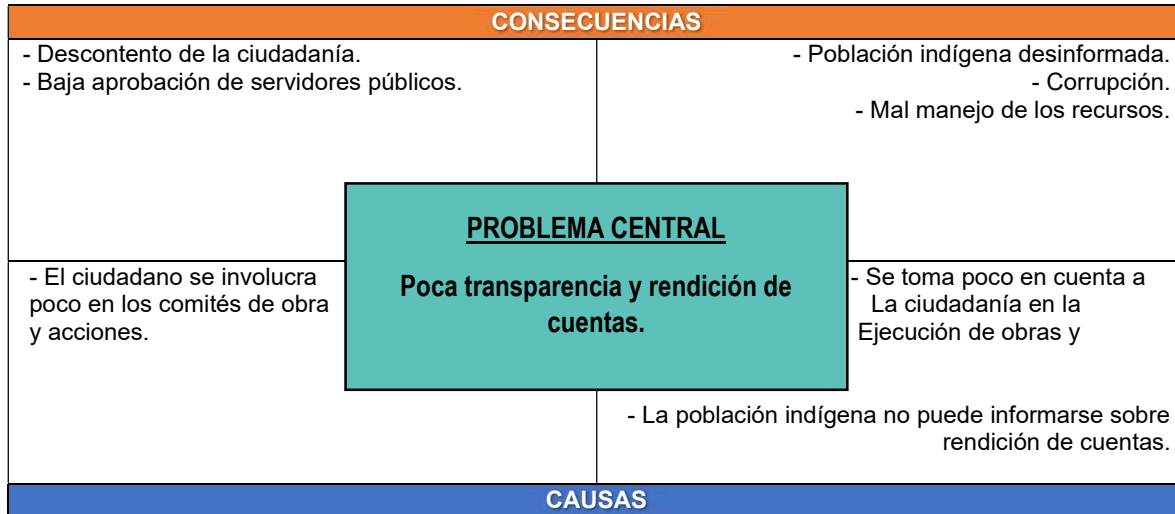 CONSECUENCIAS
- Descontento de la ciudadanía.
- Baja aprobación de servidores públicos.
- Población indígena desinformada.
- Corrupción.
- Mal manejo de los recursos.
PROBLEMA CENTRAL
Poca transparencia y rendición de
cuentas.
- El ciudadano se involucra
poco en los comités de obra
y acciones.
- Se toma poco en cuenta a
La ciudadanía en la
Ejecución de obras y
- La población indígena no puede informarse sobre
rendición de cuentas.
CAUSAS